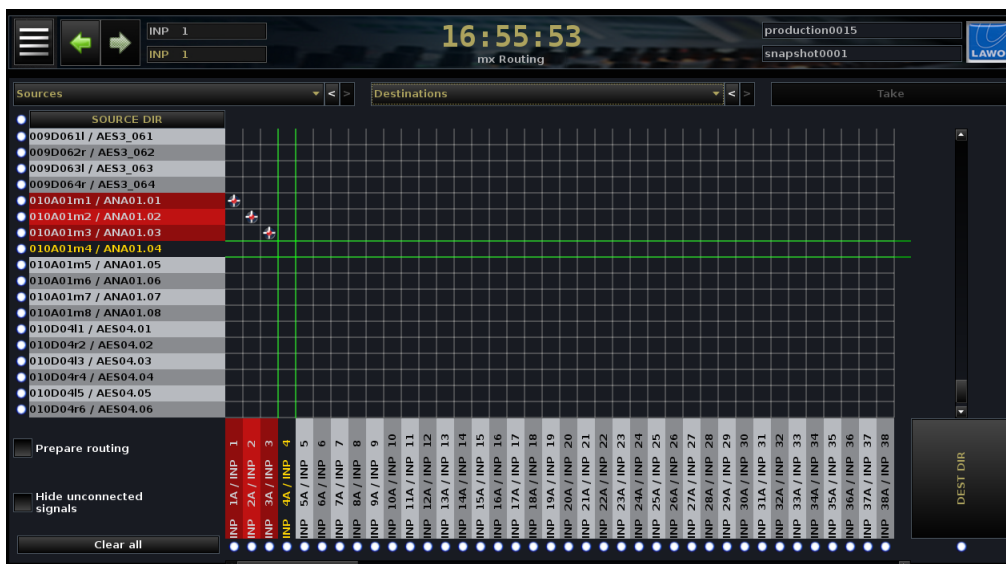 INP 1
INP 1
16:55:53
mx Routing
production0015
snapshot0001
LAWO
Sources
< >
Destinations
< >
Take
SOURCE DIR
009D061l / AES3_061
009D062r / AES3_062
009D063l / AES3_063
009D064r / AES3_064
010A01m1 / ANA01.01
010A01m2 / ANA01.02
010A01m3 / ANA01.03
010A01m4 / ANA01.04
010A01m5 / ANA01.05
010A01m6 / ANA01.06
010A01m7 / ANA01.07
010A01m8 / ANA01.08
010D04l1 / AES04.01
010D04r2 / AES04.02
010D04l3 / AES04.03
010D04r4 / AES04.04
010D04l5 / AES04.05
010D04r6 / AES04.06
Prepare routing
Hide unconnected
signals
Clear all
INP 1A / INP 1
INP 2A / INP 2
INP 3A / INP 3
INP 4A / INP 4
INP 5A / INP 5
INP 6A / INP 6
INP 7A / INP 7
INP 8A / INP 8
INP 9A / INP 9
INP 10A / INP 10
INP 11A / INP 11
INP 12A / INP 12
INP 13A / INP 13
INP 14A / INP 14
INP 15A / INP 15
INP 16A / INP 16
INP 17A / INP 17
INP 18A / INP 18
INP 19A / INP 19
INP 20A / INP 20
INP 21A / INP 21
INP 22A / INP 22
INP 23A / INP 23
INP 24A / INP 24
INP 25A / INP 25
INP 26A / INP 26
INP 27A / INP 27
INP 28A / INP 28
INP 29A / INP 29
INP 30A / INP 30
INP 31A / INP 31
INP 32A / INP 32
INP 33A / INP 33
INP 34A / INP 34
INP 35A / INP 35
INP 36A / INP 36
INP 37A / INP 37
INP 38A / INP 38
DEST DIR